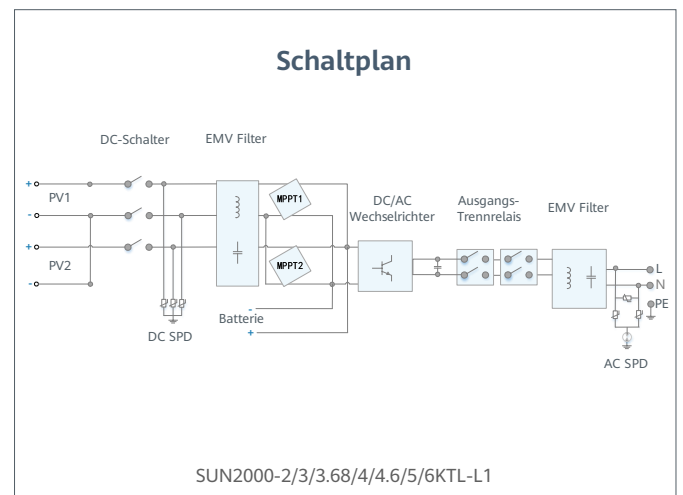 Schaltplan
DC-Schalter
EMV Filter
+
PV1
-
+
PV2
-
MPPT1
MPPT2
DC/AC
Wechselrichter
Ausgangs-
Trennrelais
EMV Filter
L
N
PE
DC SPD
-
Batterie
+
AC SPD
SUN2000-2/3/3.68/4/4.6/5/6KTL-L1